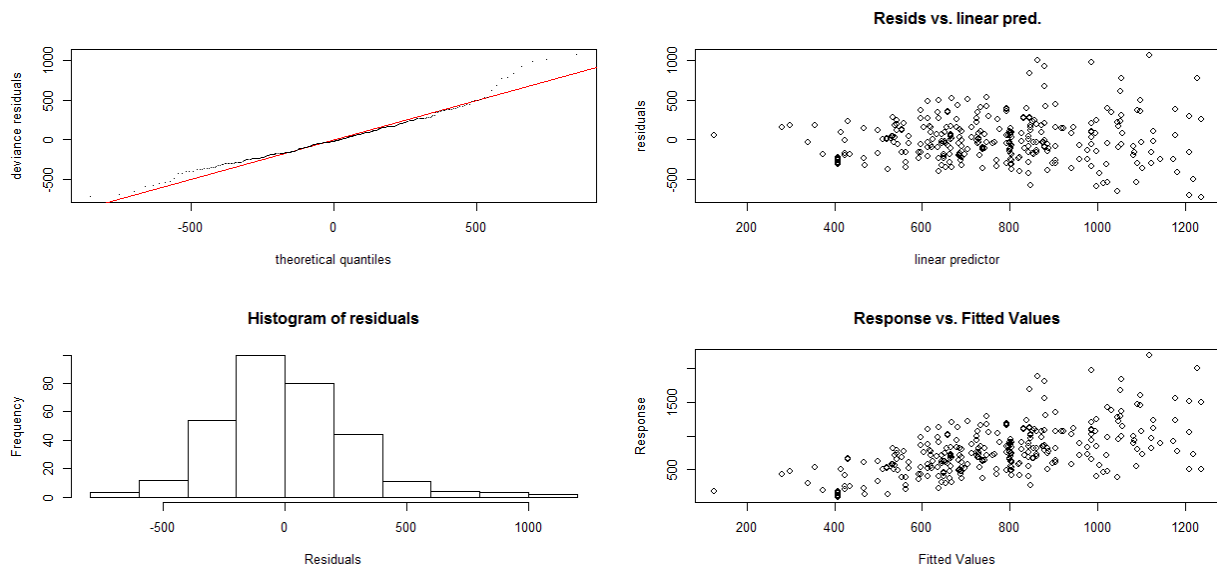 Resids vs. linear pred.
deviance residuals
-500 0 500 1000
-500 0 500
theoretical quantiles
residuals
-500 0 500 1000
200 400 600 800 1000 1200
linear predictor
Histogram of residuals
Frequency
0 20 40 60 80
-500 0 500 1000
Residuals
Response vs. Fitted Values
Response
500 1500
200 400 600 800 1000 1200
Fitted Values